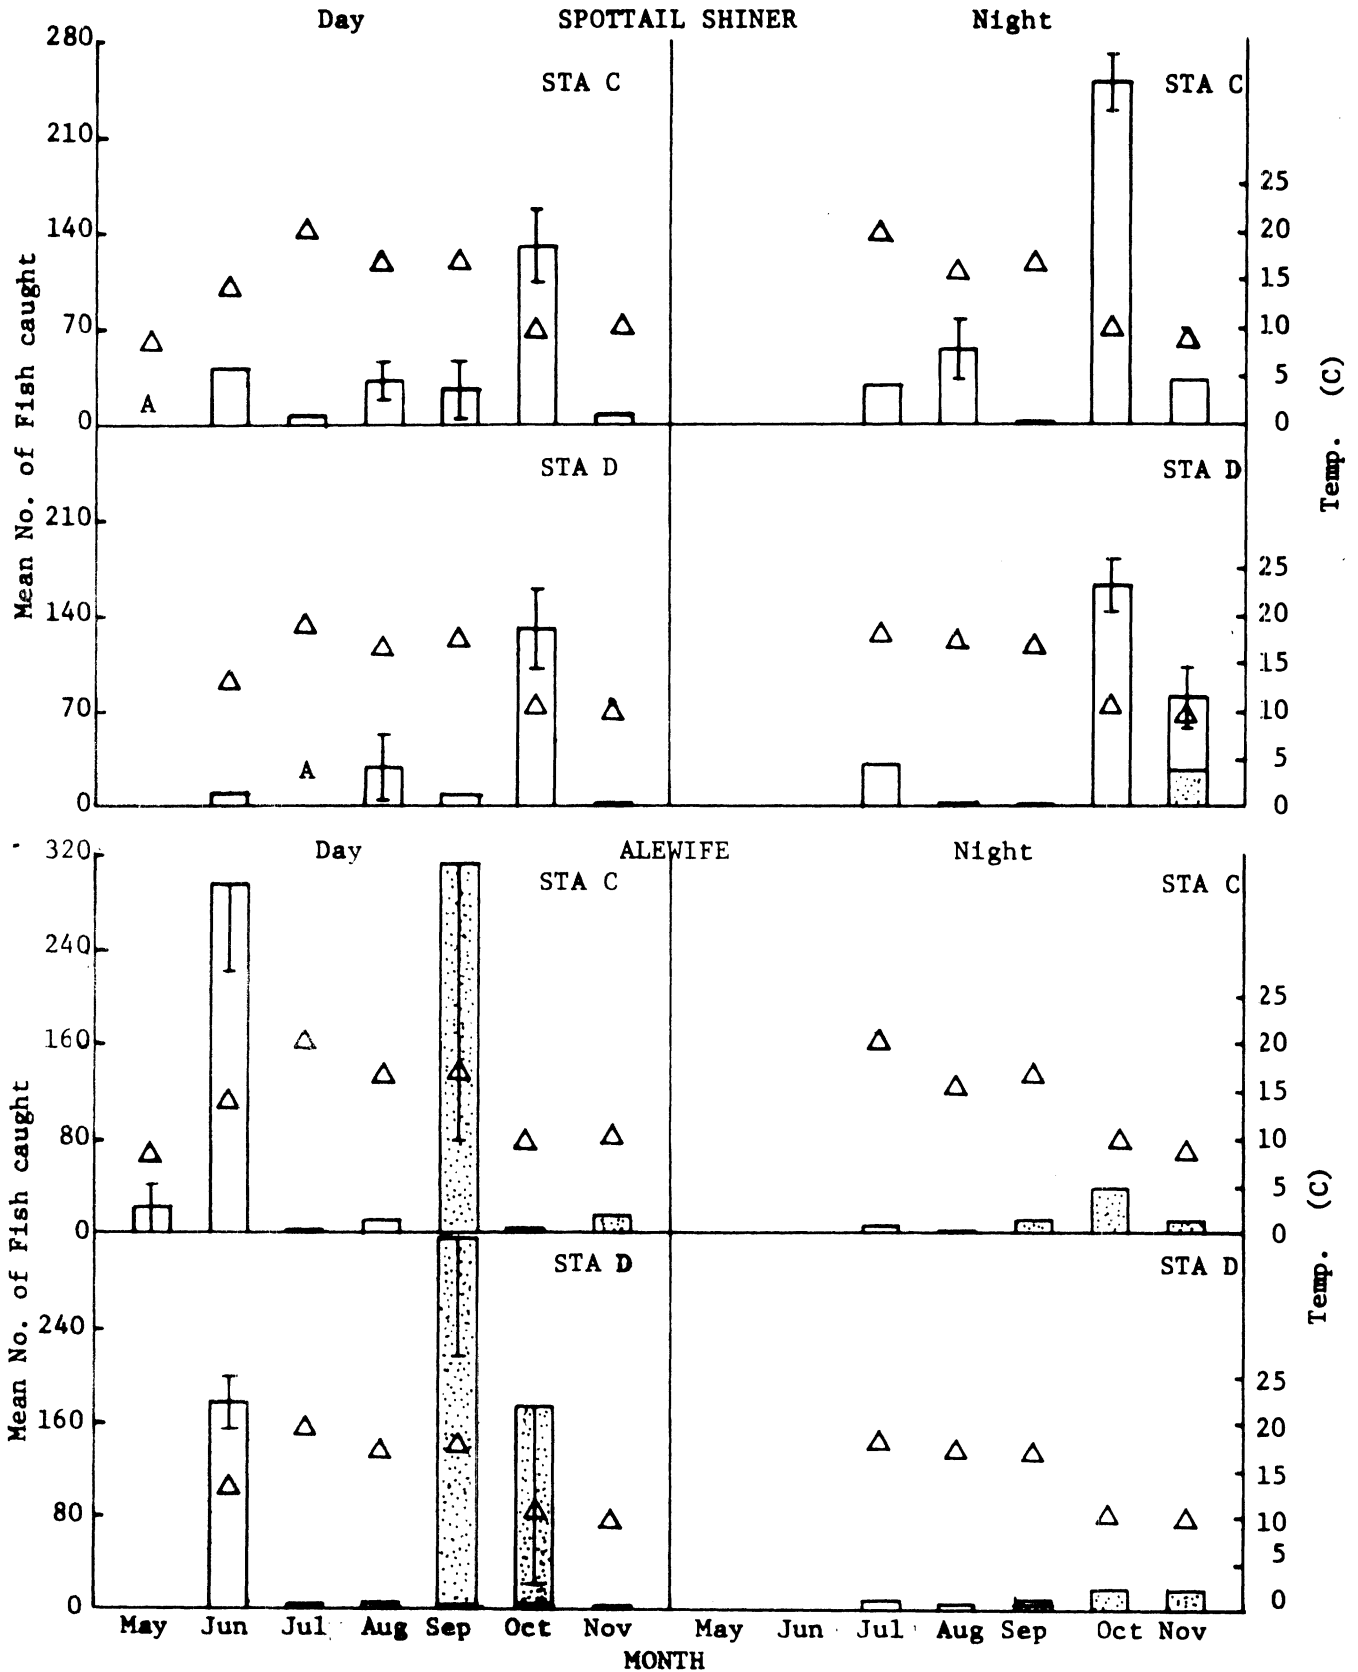 Day SPOTTAIL SHINER Night
280
STA C STA C
210
25
140 20
15
70 10
A 5
0 0
STA D STA D
210
25
140 20
15
70 10
A 5
0 0
Mean No. of Fish caught
Temp. (C)
Day ALEWIFE Night
320
STA C STA C
240
25
160 20
15
80 10
5
0 0
STA D STA D
240
25
160 20
15
80 10
5
0 0
Mean No. of Fish caught
Temp. (C)
May Jun Jul Aug Sep Oct Nov May Jun Jul Aug Sep Oct Nov
MONTH